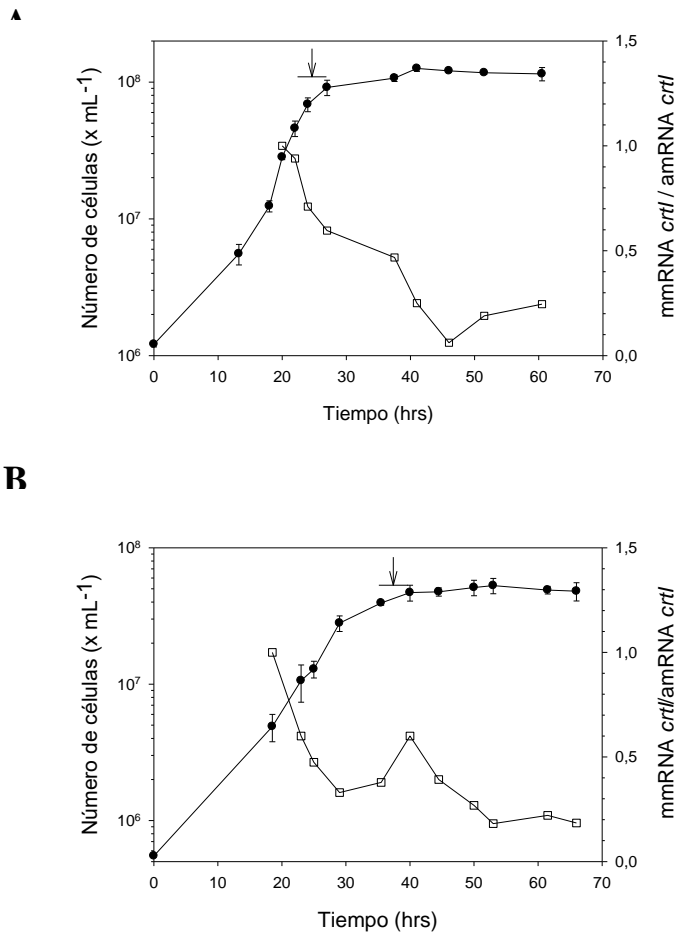 A
1,5
10⁸
1,0
10⁷
0,5
10⁶
0,0
0 10 20 30 40 50 60 70
Número de células (x mL⁻¹)
mmRNA crtI / amRNA crtI
Tiempo (hrs)
B
10⁸
1,5
1,0
10⁷
0,5
10⁶
0,0
0 10 20 30 40 50 60 70
Número de células (x mL⁻¹)
mmRNA crtI/amRNA crtI
Tiempo (hrs)